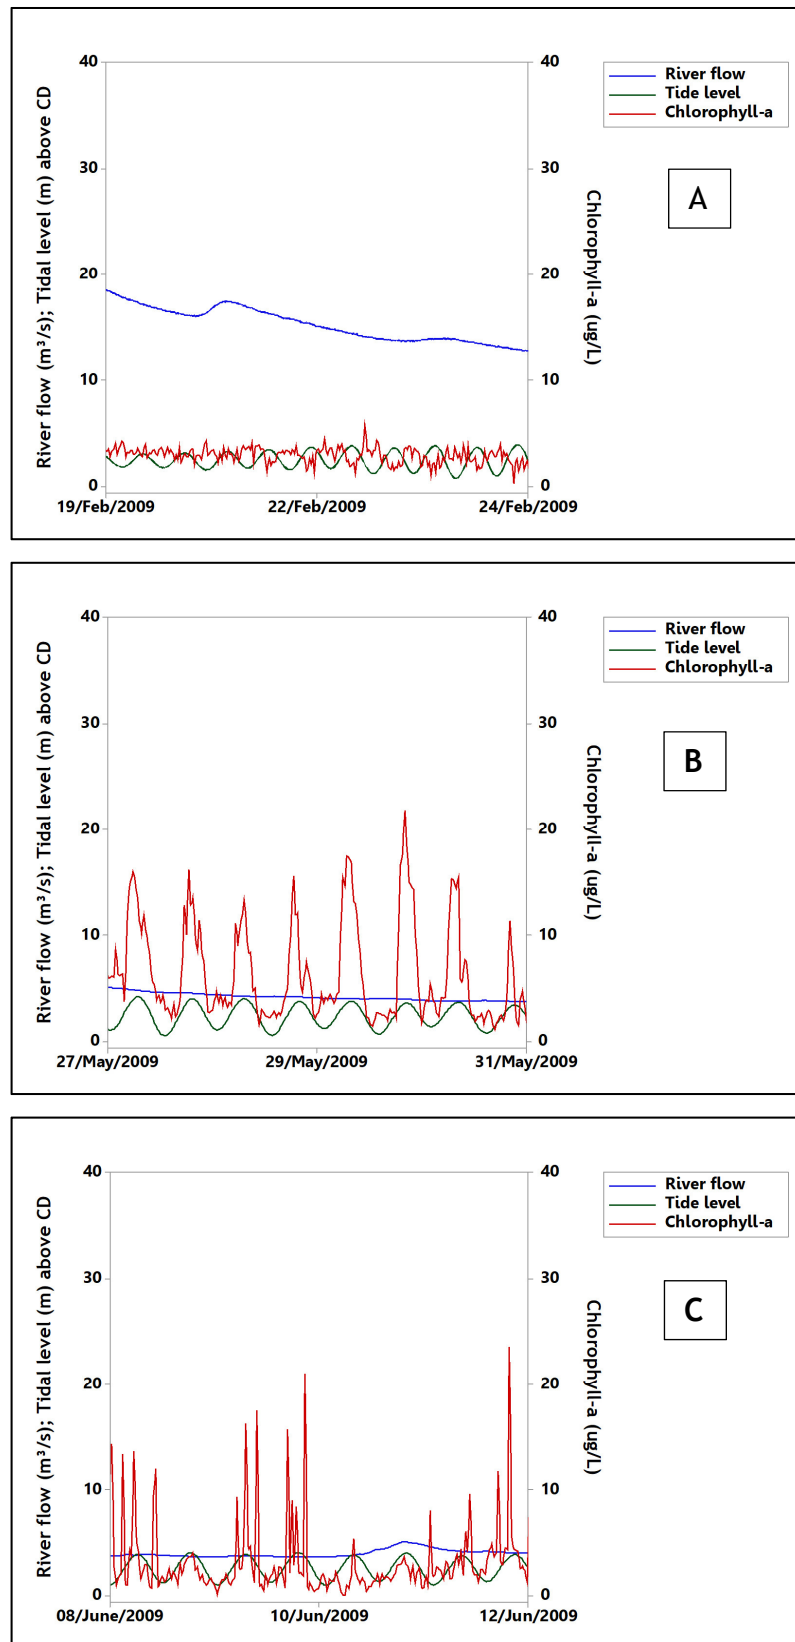 River flow (m³/s); Tidal level (m) above CD
40
30
20
10
0
19/Feb/2009
22/Feb/2009
24/Feb/2009
40
30
20
10
0
Chlorophyll-a (ug/L)
River flow
Tide level
Chlorophyll-a
A
River flow (m³/s); Tidal level (m) above CD
40
30
20
10
0
27/May/2009
29/May/2009
31/May/2009
40
30
20
10
0
Chlorophyll-a (ug/L)
River flow
Tide level
Chlorophyll-a
B
River flow (m³/s); Tidal level (m) above CD
40
30
20
10
0
08/June/2009
10/Jun/2009
12/Jun/2009
40
30
20
10
0
Chlorophyll-a (ug/L)
River flow
Tide level
Chlorophyll-a
C